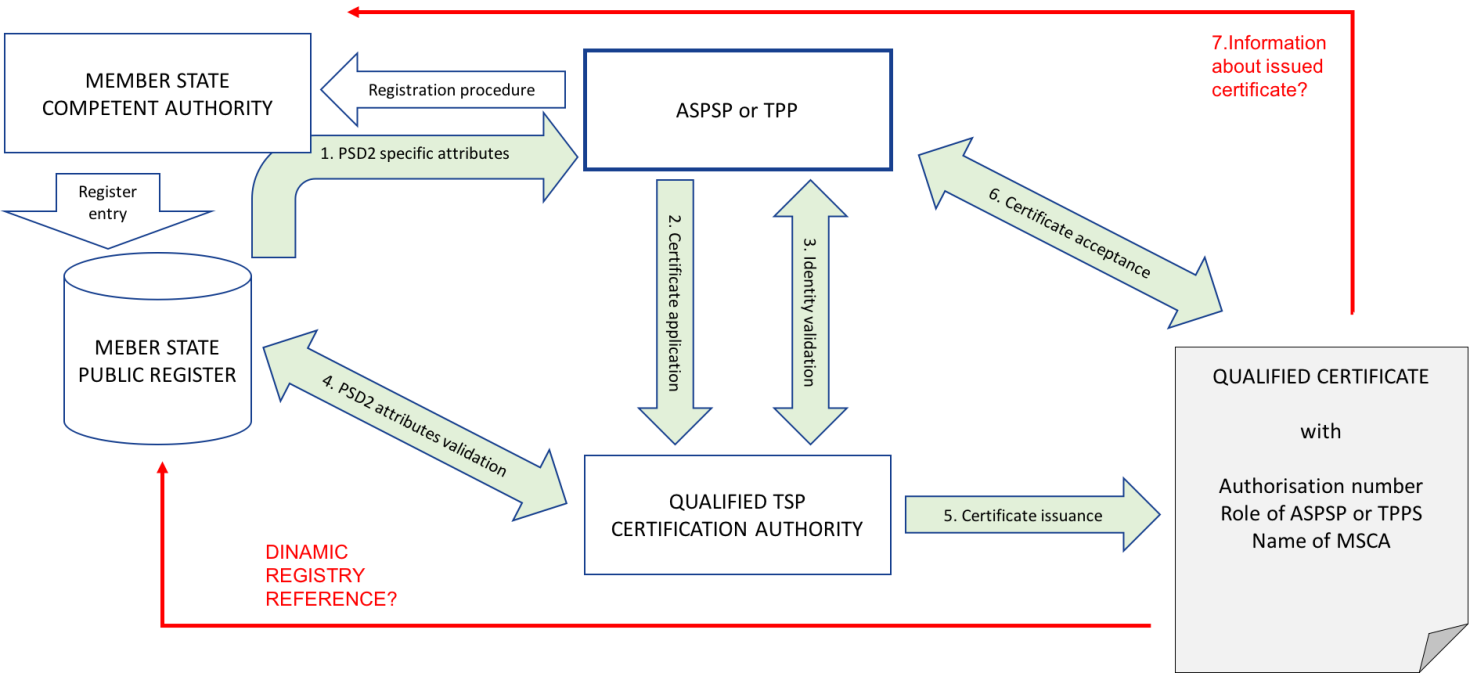 7.Information
about issued
certificate?
MEMBER STATE
COMPETENT AUTHORITY
Registration procedure
ASPSP or TPP
1. PSD2 specific attributes
Register
entry
2. Certificate application
3. Identity validation
6. Certificate acceptance
MEBER STATE
PUBLIC REGISTER
4. PSD2 attributes validation
QUALIFIED CERTIFICATE
with
Authorisation number
Role of ASPSP or TPPS
Name of MSCA
QUALIFIED TSP
CERTIFICATION AUTHORITY
5. Certificate issuance
DINAMIC
REGISTRY
REFERENCE?